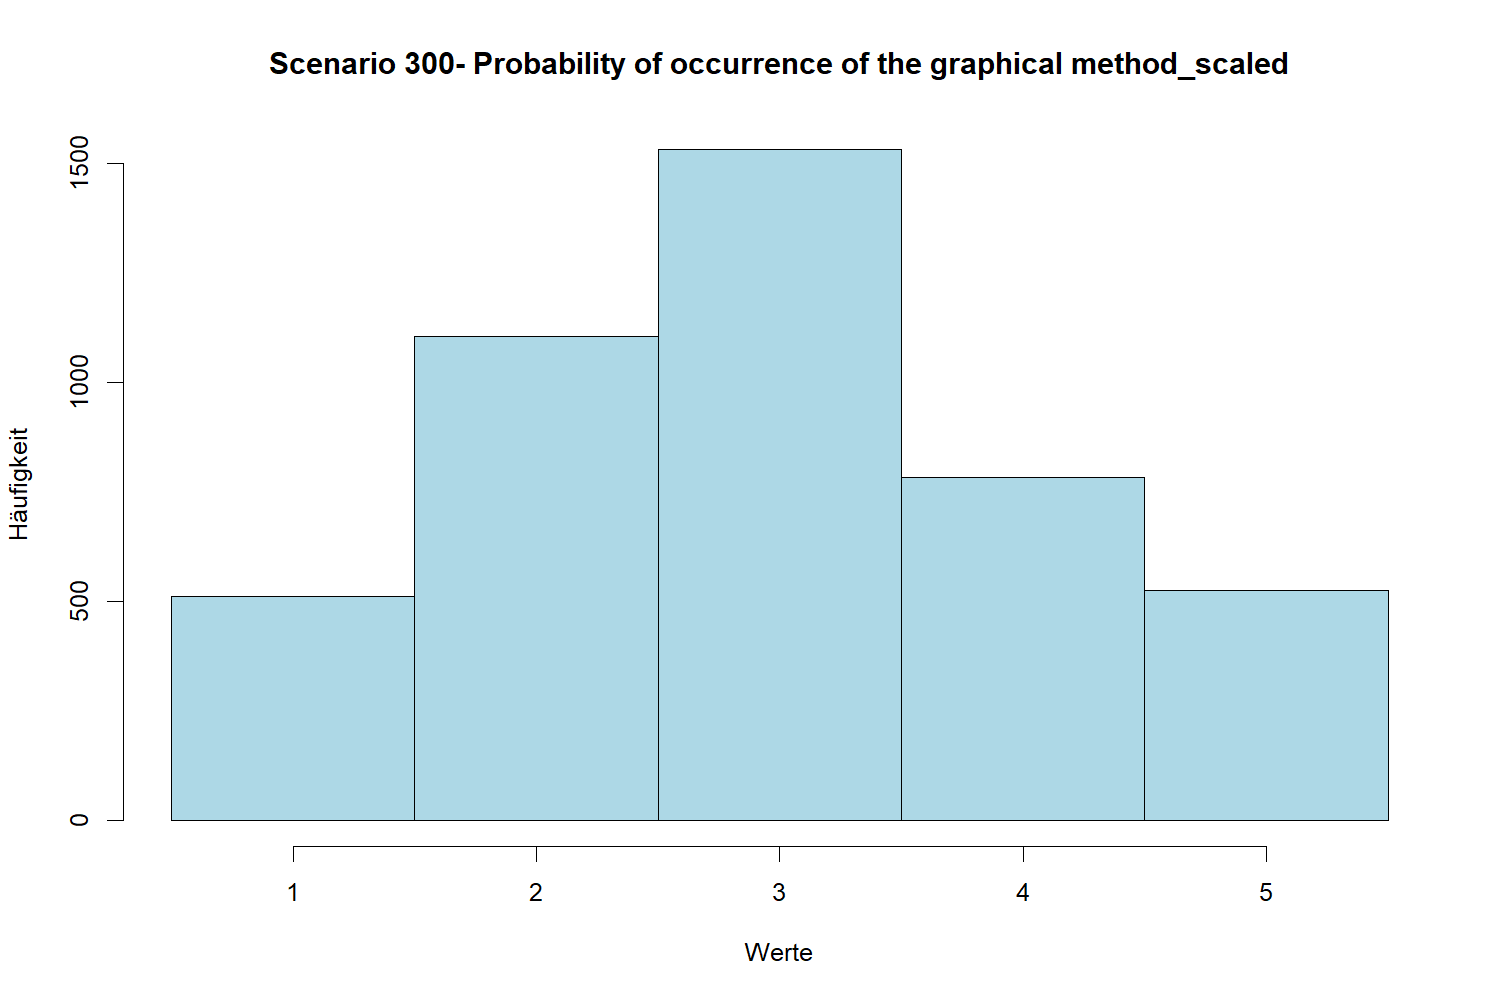 Scenario 300- Probability of occurrence of the graphical method_scaled
1500
1000
500
0
Häufigkeit
1 2 3 4 5
Werte